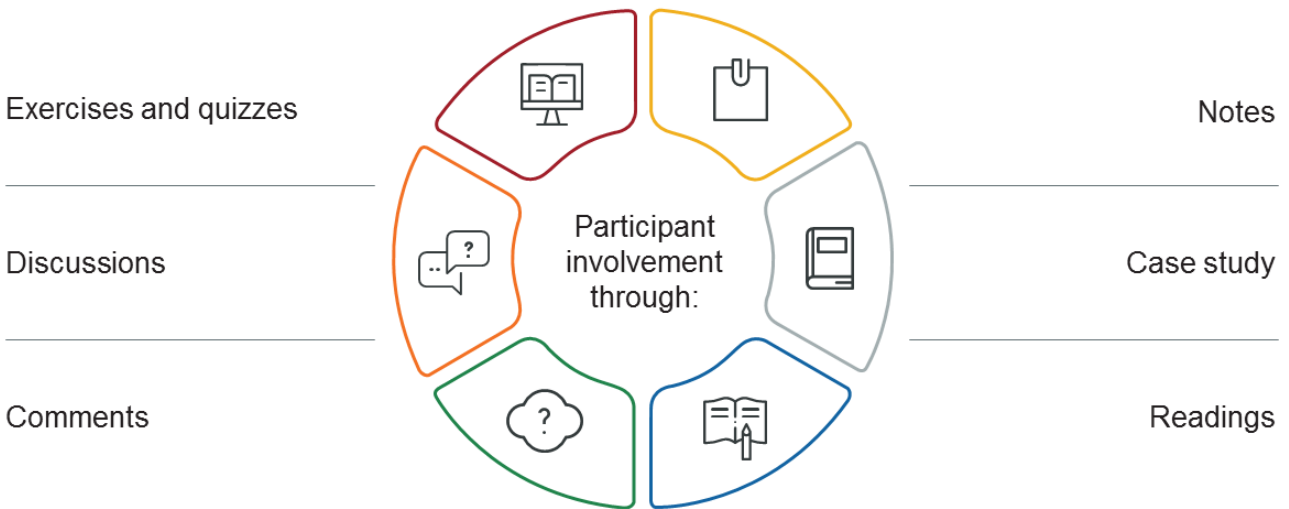 Exercises and quizzes
Discussions
Comments
Participant
involvement
through:
Notes
Case study
Readings